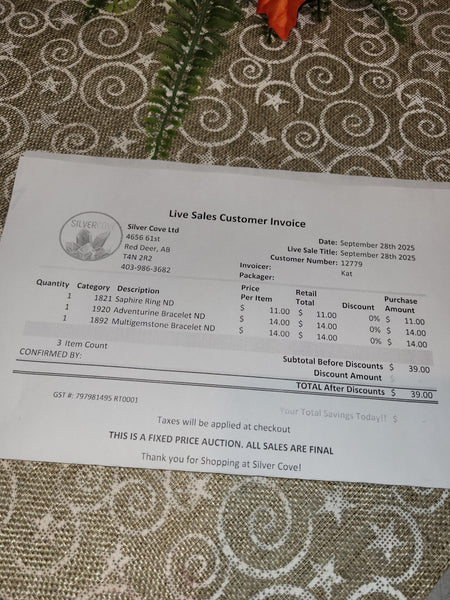 Live Sales Customer Invoice
SILVERCOVE
Silver Cove Ltd
4656 61st
Red Deer, AB
T4N 2R2
403-986-3682
Date: September 28th 2025
Live Sale Title: September 28th 2025
Customer Number: 12779
Invoicer: Kat
Packager:
Quantity Category Description Price Per Item Retail Total Discount Purchase Amount
1 1821 Saphire Ring ND $ 11.00 $ 11.00 0% $ 11.00
1 1920 Adventurine Bracelet ND $ 14.00 $ 14.00 0% $ 14.00
1 1892 Multigemstone Bracelet ND $ 14.00 $ 14.00 0% $ 14.00
3 Item Count
Subtotal Before Discounts $ 39.00
CONFIRMED BY:
Discount Amount $ -
TOTAL After Discounts $ 39.00
GST #: 797981495 RT0001
Your Total Savings Today!! $ -
Taxes will be applied at checkout
THIS IS A FIXED PRICE AUCTION. ALL SALES ARE FINAL
Thank you for Shopping at Silver Cove!